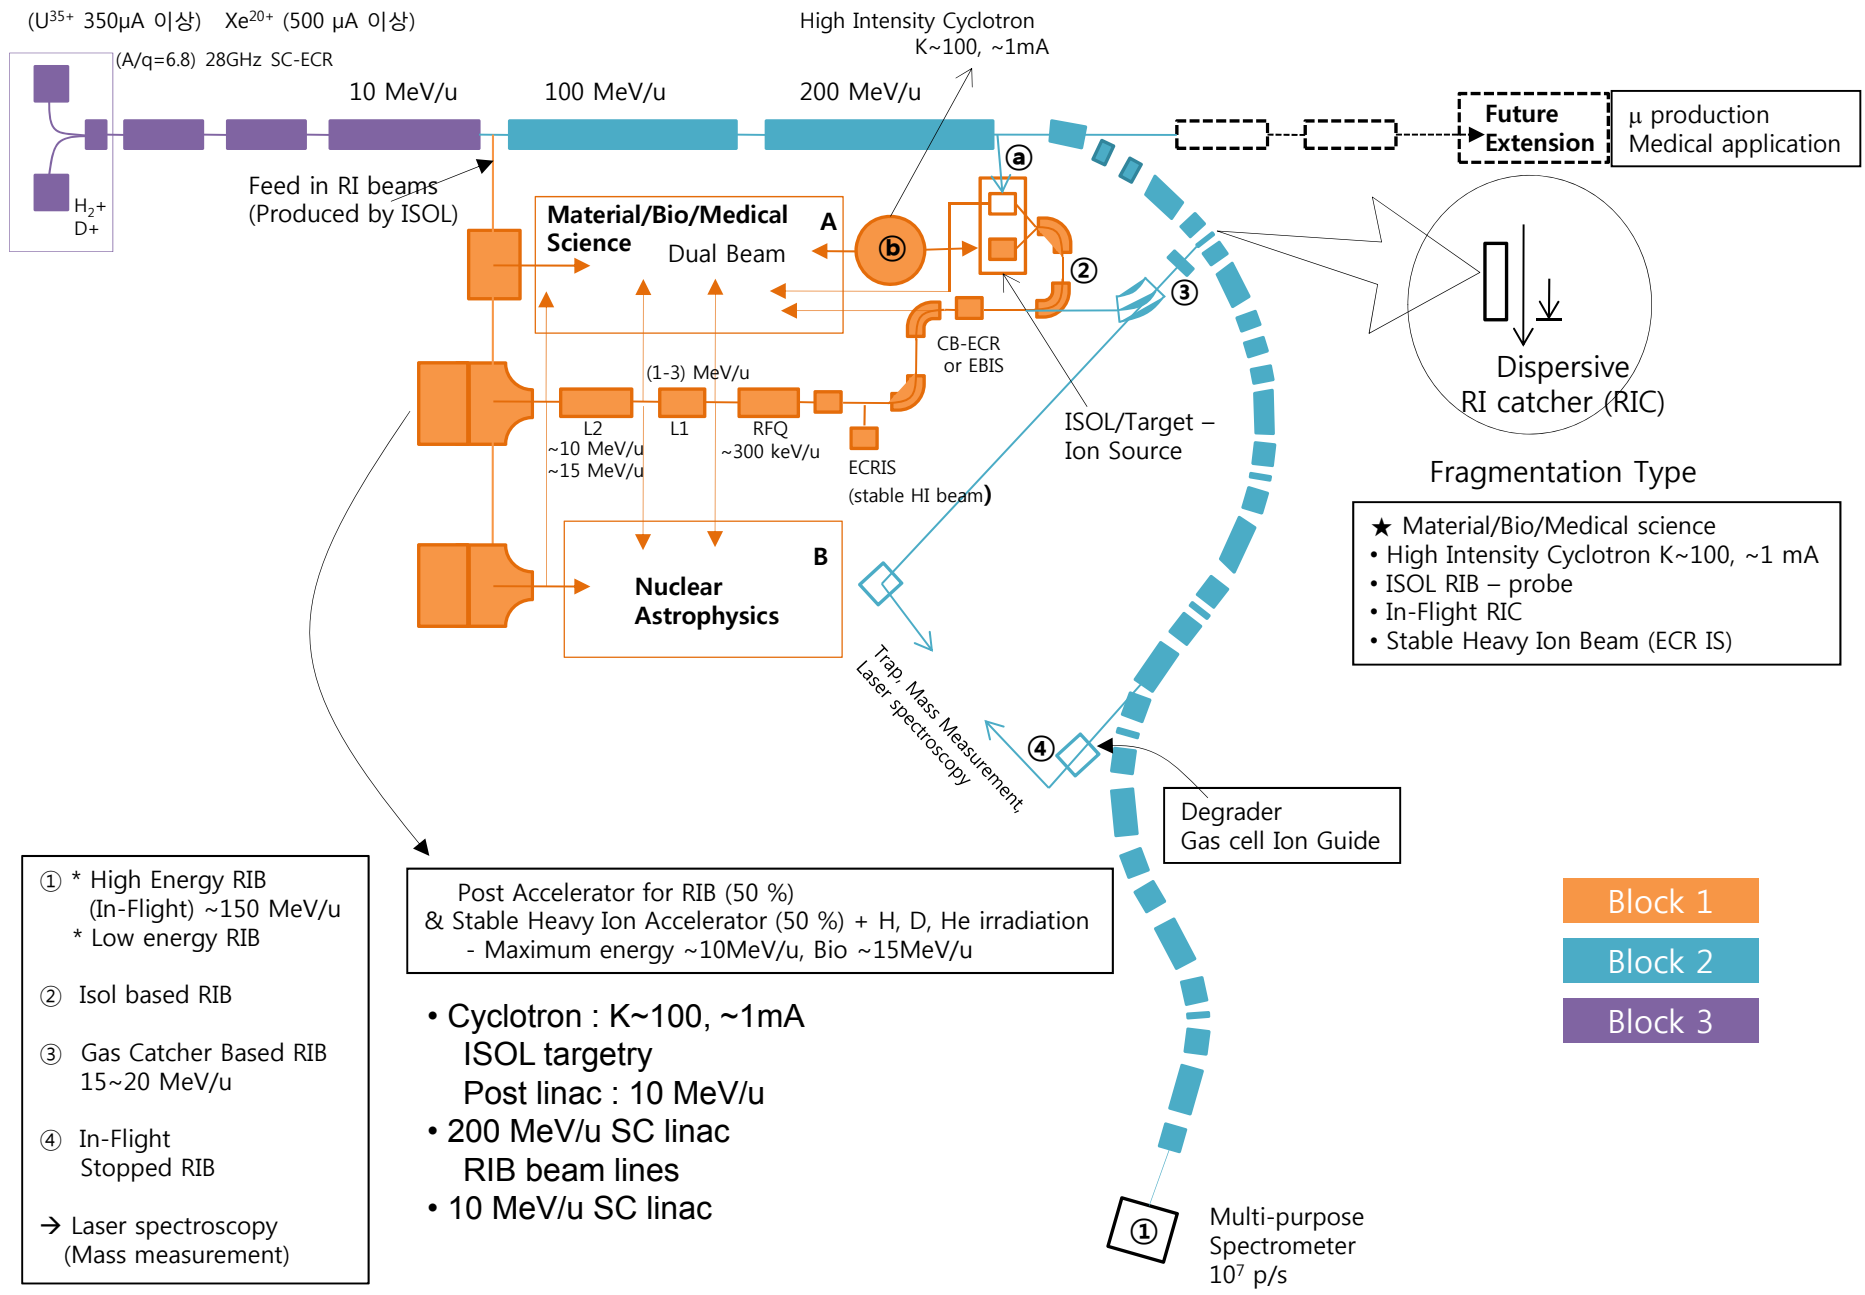 (U35+ 350μA 이상) Xe20+ (500 μA 이상)
(A/q=6.8) 28GHz SC-ECR
High Intensity Cyclotron
K~100, ~1mA
10 MeV/u
100 MeV/u
200 MeV/u
H2+
D+
Feed in RI beams
(Produced by ISOL)
Future
Extension
μ production
Medical application
Material/Bio/Medical
Science
A
Dual Beam
ⓐ
ⓑ
②
③
CB-ECR
or EBIS
(1-3) MeV/u
L2
L1
RFQ
~10 MeV/u
~15 MeV/u
~300 keV/u
ECRIS
(stable HI beam)
ISOL/Target –
Ion Source
Dispersive
RI catcher (RIC)
Fragmentation Type
★ Material/Bio/Medical science
• High Intensity Cyclotron K~100, ~1 mA
• ISOL RIB – probe
• In-Flight RIC
• Stable Heavy Ion Beam (ECR IS)
B
Nuclear
Astrophysics
Trap, Mass Measurement,
Laser spectroscopy
④
Degrader
Gas cell Ion Guide
① * High Energy RIB
(In-Flight) ~150 MeV/u
* Low energy RIB
② Isol based RIB
③ Gas Catcher Based RIB
15~20 MeV/u
④ In-Flight
Stopped RIB
→ Laser spectroscopy
(Mass measurement)
Post Accelerator for RIB (50 %)
& Stable Heavy Ion Accelerator (50 %) + H, D, He irradiation
- Maximum energy ~10MeV/u, Bio ~15MeV/u
• Cyclotron : K~100, ~1mA
ISOL targetry
Post linac : 10 MeV/u
• 200 MeV/u SC linac
RIB beam lines
• 10 MeV/u SC linac
Block 1
Block 2
Block 3
①
Multi-purpose
Spectrometer
10⁷ p/s